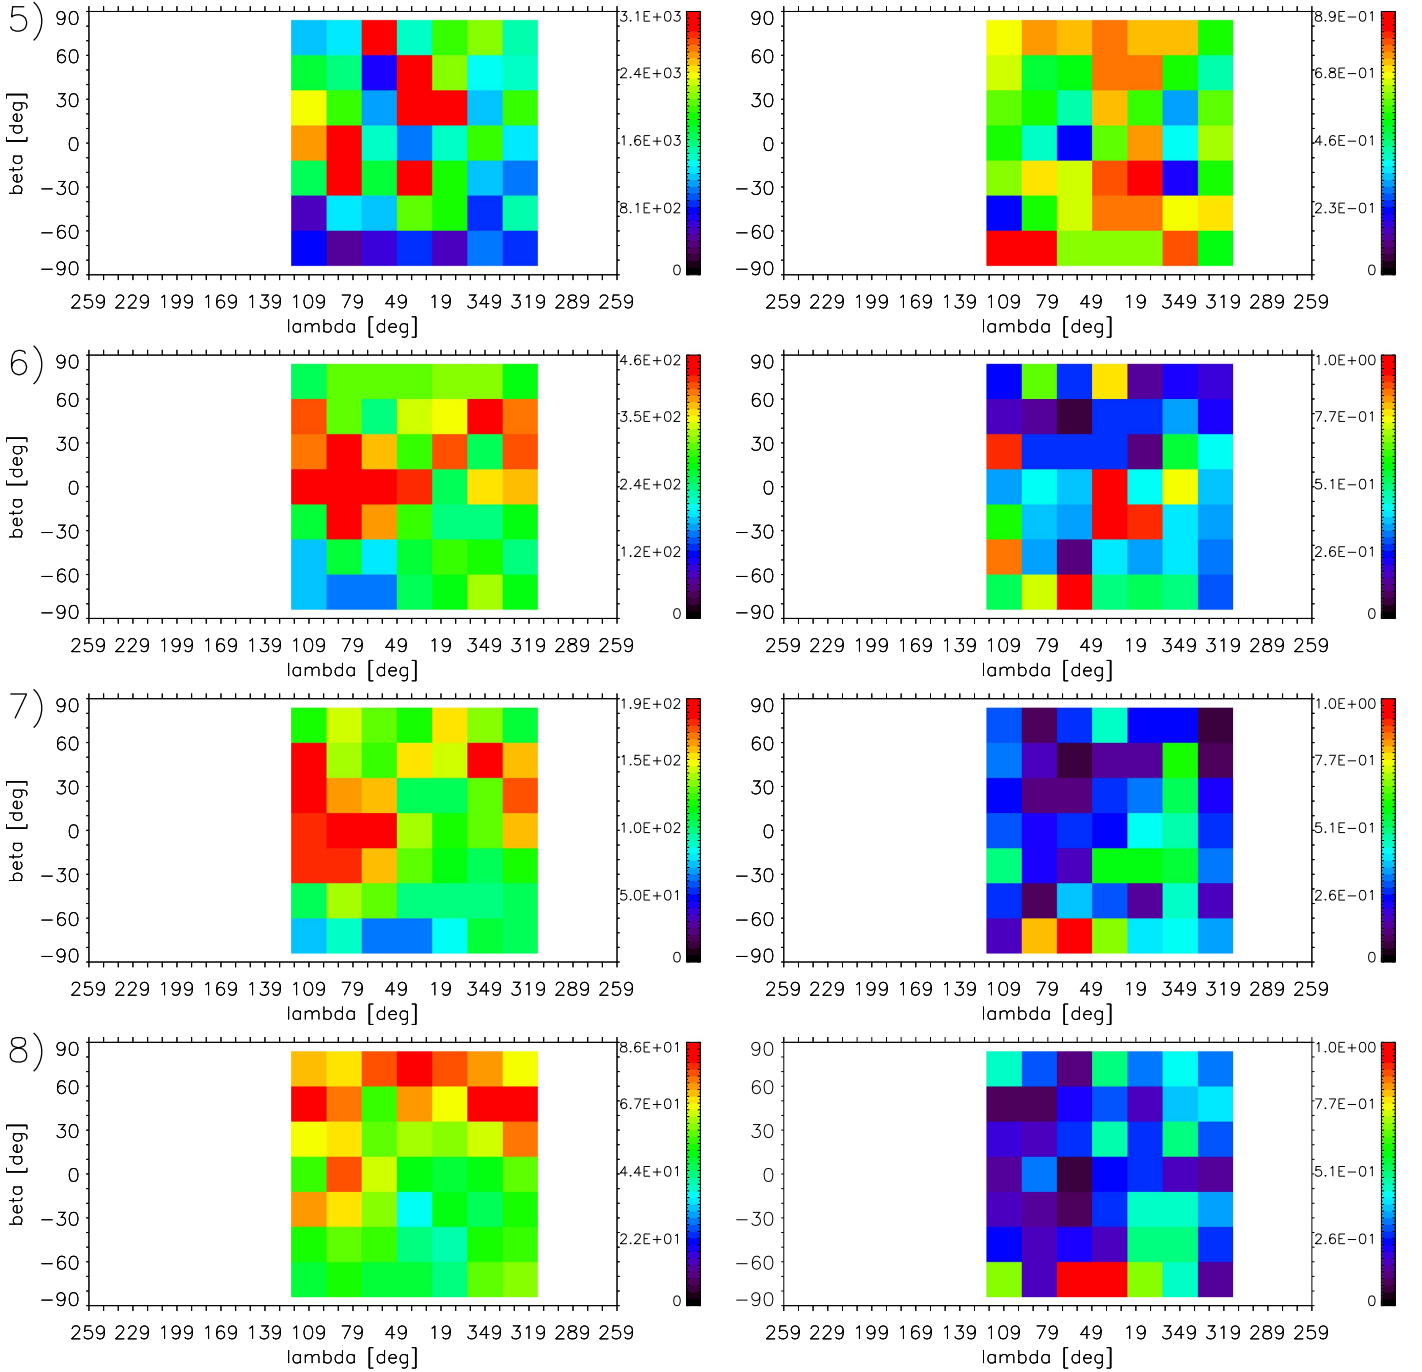 5)
90 3.1E+03 90 8.9E-01
60 2.4E+03 60 6.8E-01
30 30
beta [deg] 0 1.6E+03 beta [deg] 0 4.6E-01
-30 -30
-60 8.1E+02 -60 2.3E-01
-90 0 -90 0
259 229 199 169 139 109 79 49 19 349 319 289 259 259 229 199 169 139 109 79 49 19 349 319 289 259
lambda [deg] lambda [deg]
6)
90 4.6E+02 90 1.0E+00
60 3.5E+02 60 7.7E-01
30 30
beta [deg] 0 2.4E+02 beta [deg] 0 5.1E-01
-30 -30
-60 1.2E+02 -60 2.6E-01
-90 0 -90 0
259 229 199 169 139 109 79 49 19 349 319 289 259 259 229 199 169 139 109 79 49 19 349 319 289 259
lambda [deg] lambda [deg]
7)
90 1.9E+02 90 1.0E+00
60 1.5E+02 60 7.7E-01
30 30
beta [deg] 0 1.0E+02 beta [deg] 0 5.1E-01
-30 -30
-60 5.0E+01 -60 2.6E-01
-90 0 -90 0
259 229 199 169 139 109 79 49 19 349 319 289 259 259 229 199 169 139 109 79 49 19 349 319 289 259
lambda [deg] lambda [deg]
8)
90 8.6E+01 90 1.0E+00
60 6.7E+01 60 7.7E-01
30 30
beta [deg] 0 4.4E+01 beta [deg] 0 5.1E-01
-30 -30
-60 2.2E+01 -60 2.6E-01
-90 0 -90 0
259 229 199 169 139 109 79 49 19 349 319 289 259 259 229 199 169 139 109 79 49 19 349 319 289 259
lambda [deg] lambda [deg]